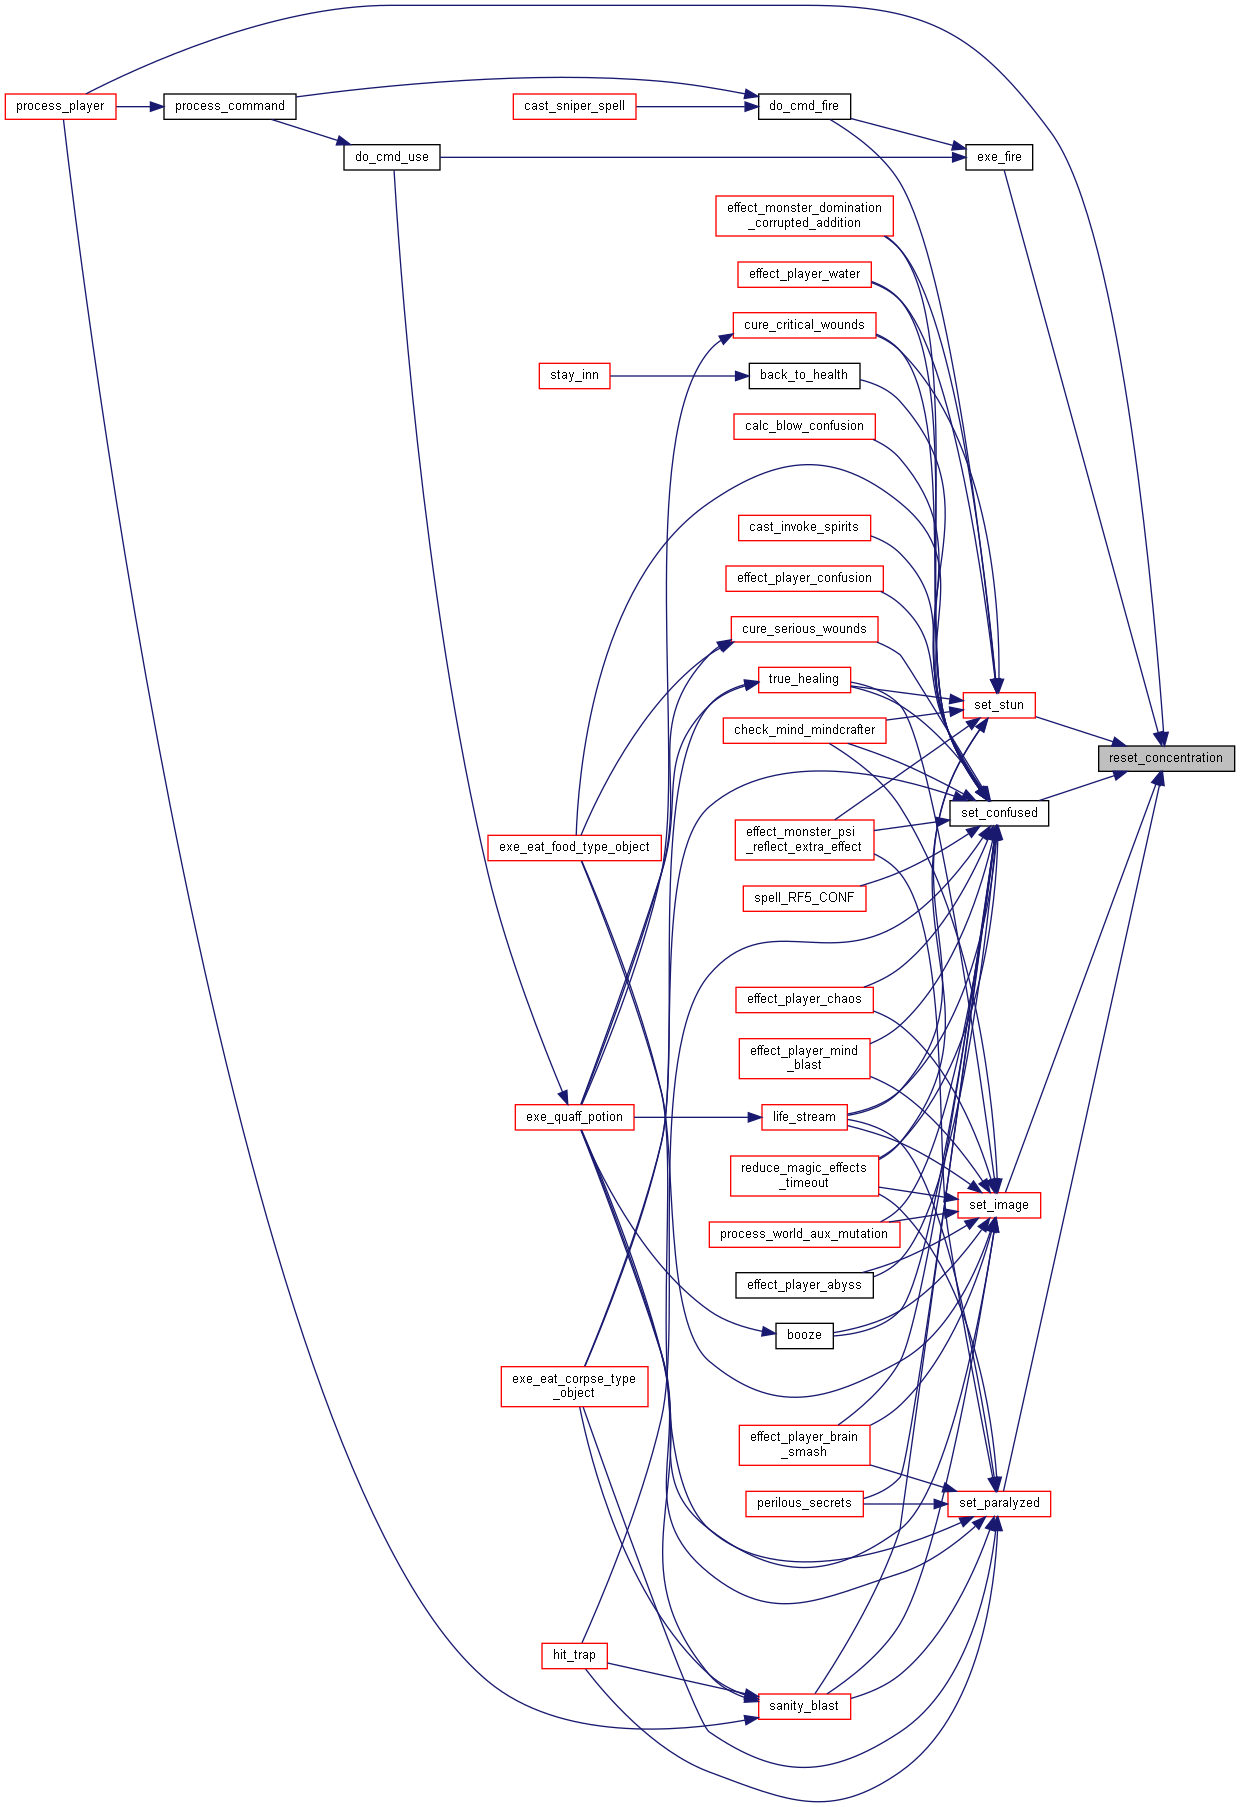 process_player
process_command
cast_sniper_spell
do_cmd_fire
do_cmd_use
exe_fire
effect_monster_domination
_corrupted_addition
effect_player_water
cure_critical_wounds
stay_inn
back_to_health
calc_blow_confusion
cast_invoke_spirits
effect_player_confusion
cure_serious_wounds
true_healing
set_stun
check_mind_mindcrafter
reset_concentration
set_confused
effect_monster_psi
_reflect_extra_effect
exe_eat_food_type_object
spell_RF5_CONF
effect_player_chaos
effect_player_mind
_blast
exe_quaff_potion
life_stream
reduce_magic_effects
_timeout
set_image
process_world_aux_mutation
effect_player_abyss
booze
exe_eat_corpse_type
_object
effect_player_brain
_smash
perilous_secrets
set_paralyzed
hit_trap
sanity_blast